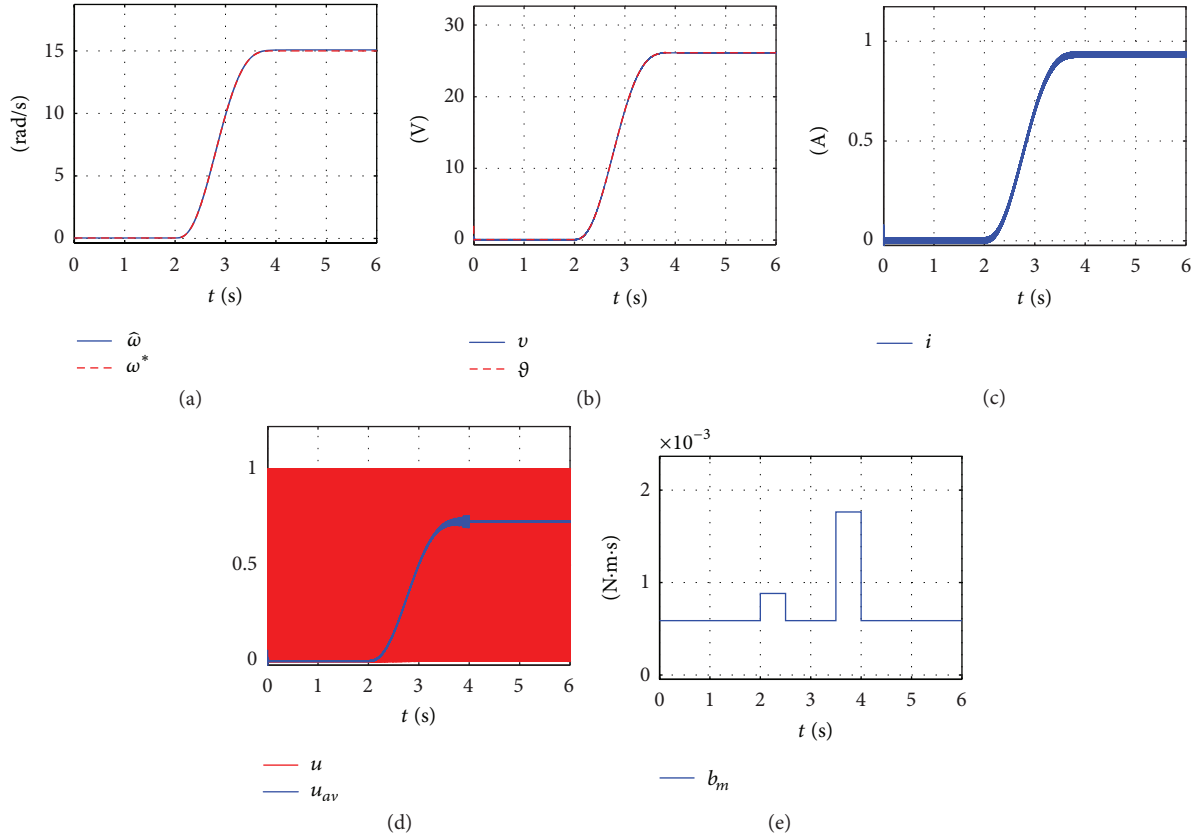 15
10
5
0
(rad/s)
0 1 2 3 4 5 6
t (s)
ω̂
ω*
(a)
30
20
10
0
(V)
0 1 2 3 4 5 6
t (s)
υ
ϑ
(b)
1
0.5
0
(A)
0 1 2 3 4 5 6
t (s)
i
(c)
1
0.5
0
0 1 2 3 4 5 6
t (s)
u
u_av
(d)
×10⁻³
2
1
0
(N·m·s)
0 1 2 3 4 5 6
t (s)
b_m
(e)